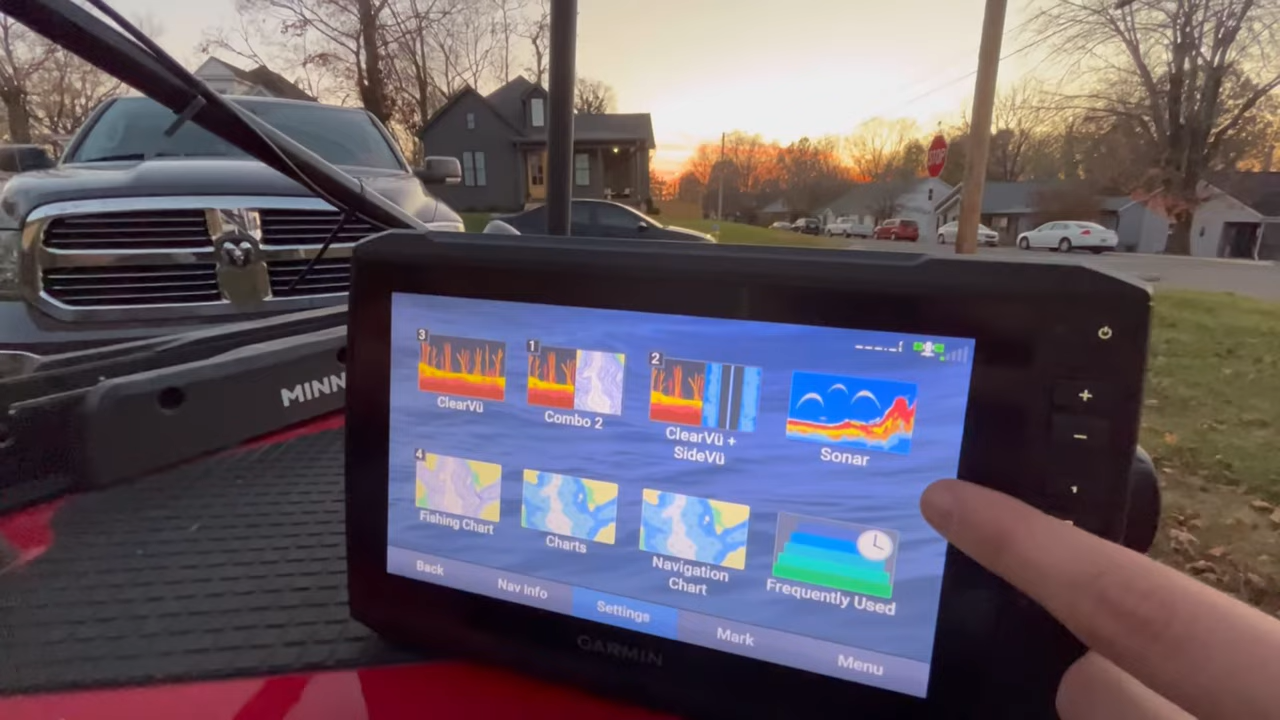 STOP
MINN
3
ClearVü
1
Combo 2
2
ClearVü +
SideVü
Sonar
4
Fishing Chart
Charts
Navigation
Chart
Frequently Used
Back
Nav Info
Settings
Mark
Menu
GARMIN
+
-